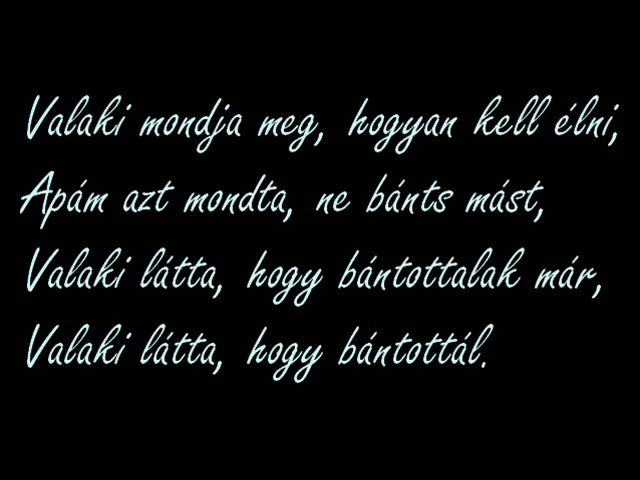 Valaki mondja meg, hogyan kell élni,
Apám azt mondta, ne bánts mást,
Valaki látta, hogy bántottalak már,
Valaki látta, hogy bántottál.